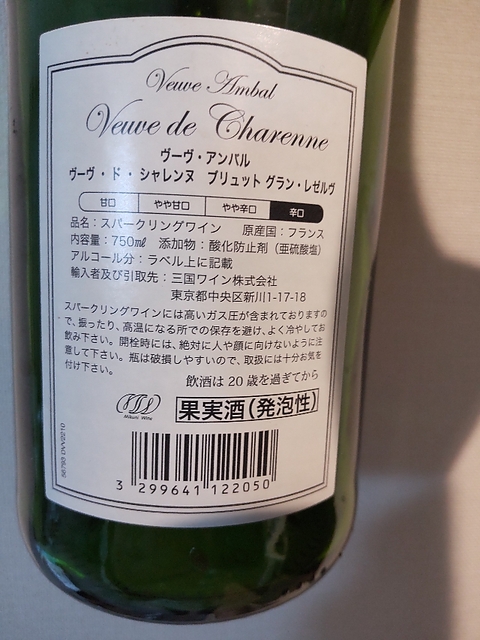 Veuve Ambal
Veuve de Charenne
ヴーヴ・アンバル
ヴーヴ・ド・シャレンヌ ブリュット グラン・レゼルヴ
甘口 やや甘口 やや辛口 辛口
品名：スパークリングワイン 原産国：フランス
内容量：750㎖ 添加物：酸化防止剤（亜硫酸塩）
アルコール分：ラベル上に記載
輸入者及び引取先：三国ワイン株式会社
東京都中央区新川1-17-18
スパークリングワインには高いガス圧が含まれておりますの
で、振ったり、高温になる所での保存を避け、よく冷やしてお
飲み下さい。開栓時には、絶対に人や顔に向けないように注
意して下さい。瓶は破損しやすいので、取扱には十分お気を
付け下さい。
飲酒は20歳を過ぎてから
Mikuni Wine
果実酒（発泡性）
3 299641 122050